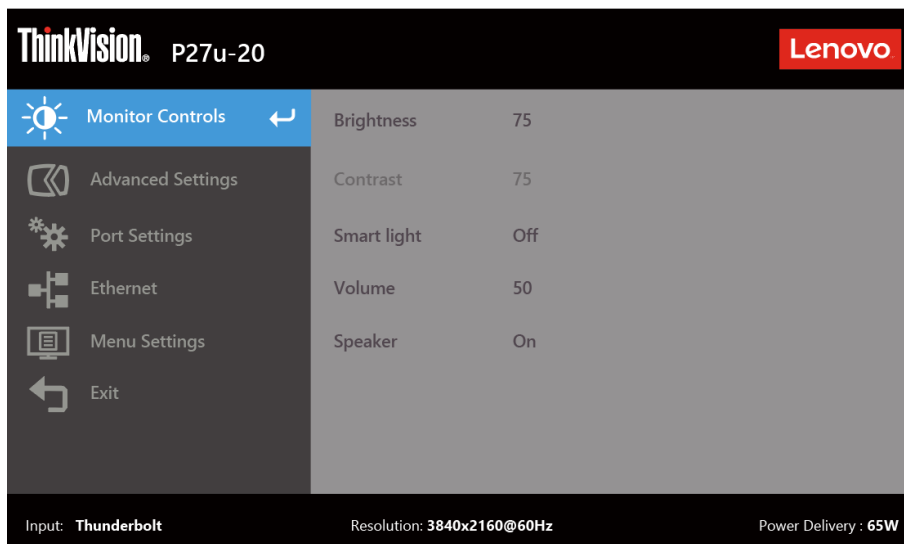 ThinkVision® P27u-20 Lenovo
Monitor Controls
Brightness 75
Advanced Settings
Contrast 75
Port Settings
Smart light Off
Ethernet
Volume 50
Menu Settings
Speaker On
Exit
Input: Thunderbolt Resolution: 3840x2160@60Hz Power Delivery : 65W